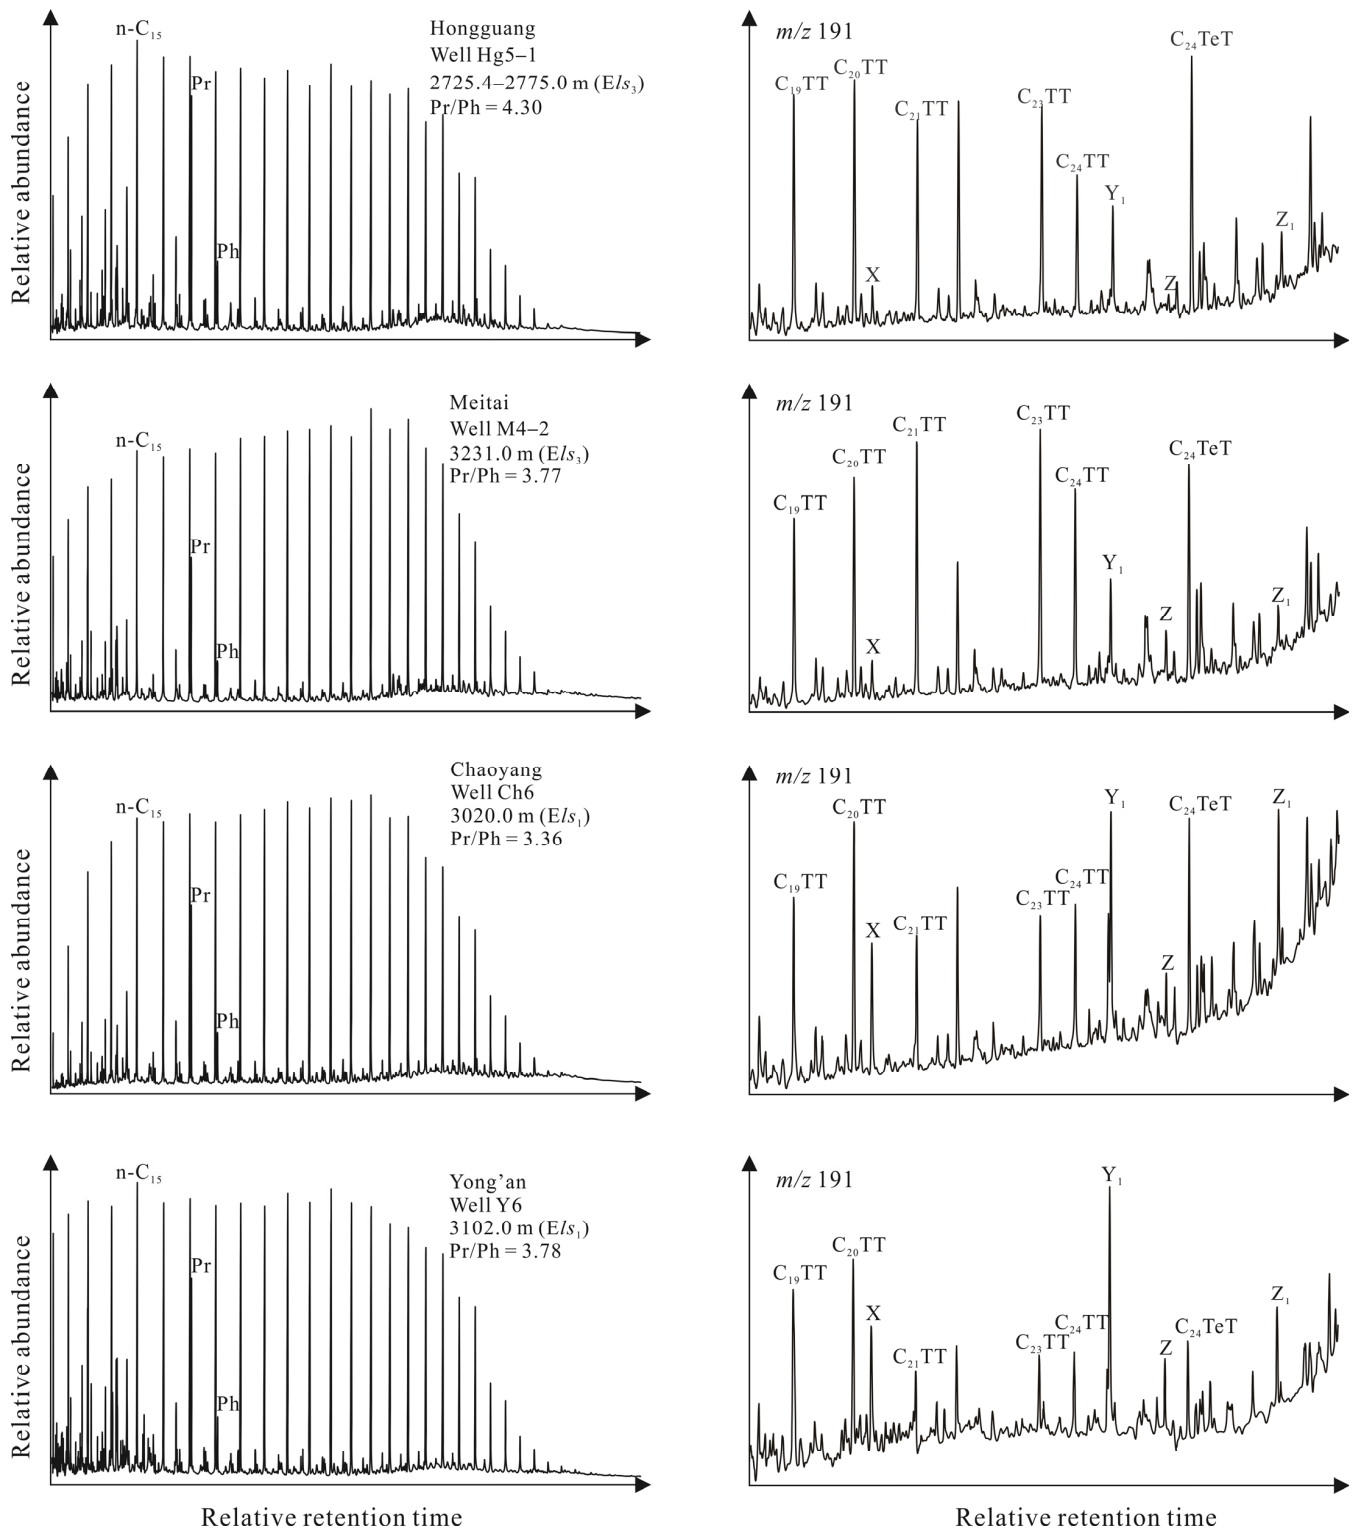 n-C₁₅
Pr
Ph
Hongguang
Well Hg5–1
2725.4–2775.0 m (Els₃)
Pr/Ph = 4.30
Relative abundance
m/z 191
C₁₉TT
C₂₀TT
X
C₂₁TT
C₂₃TT
C₂₄TT
Y₁
Z
C₂₄TeT
Z₁
n-C₁₅
Pr
Ph
Meitai
Well M4–2
3231.0 m (Els₃)
Pr/Ph = 3.77
Relative abundance
m/z 191
C₁₉TT
C₂₀TT
X
C₂₁TT
C₂₃TT
C₂₄TT
Y₁
Z
C₂₄TeT
Z₁
n-C₁₅
Pr
Ph
Chaoyang
Well Ch6
3020.0 m (Els₁)
Pr/Ph = 3.36
Relative abundance
m/z 191
C₁₉TT
C₂₀TT
X
C₂₁TT
C₂₃TT
C₂₄TT
Y₁
Z
C₂₄TeT
Z₁
n-C₁₅
Pr
Ph
Yong’an
Well Y6
3102.0 m (Els₁)
Pr/Ph = 3.78
Relative abundance
Relative retention time
m/z 191
C₁₉TT
C₂₀TT
X
C₂₁TT
C₂₃TT
C₂₄TT
Y₁
Z
C₂₄TeT
Z₁
Relative retention time